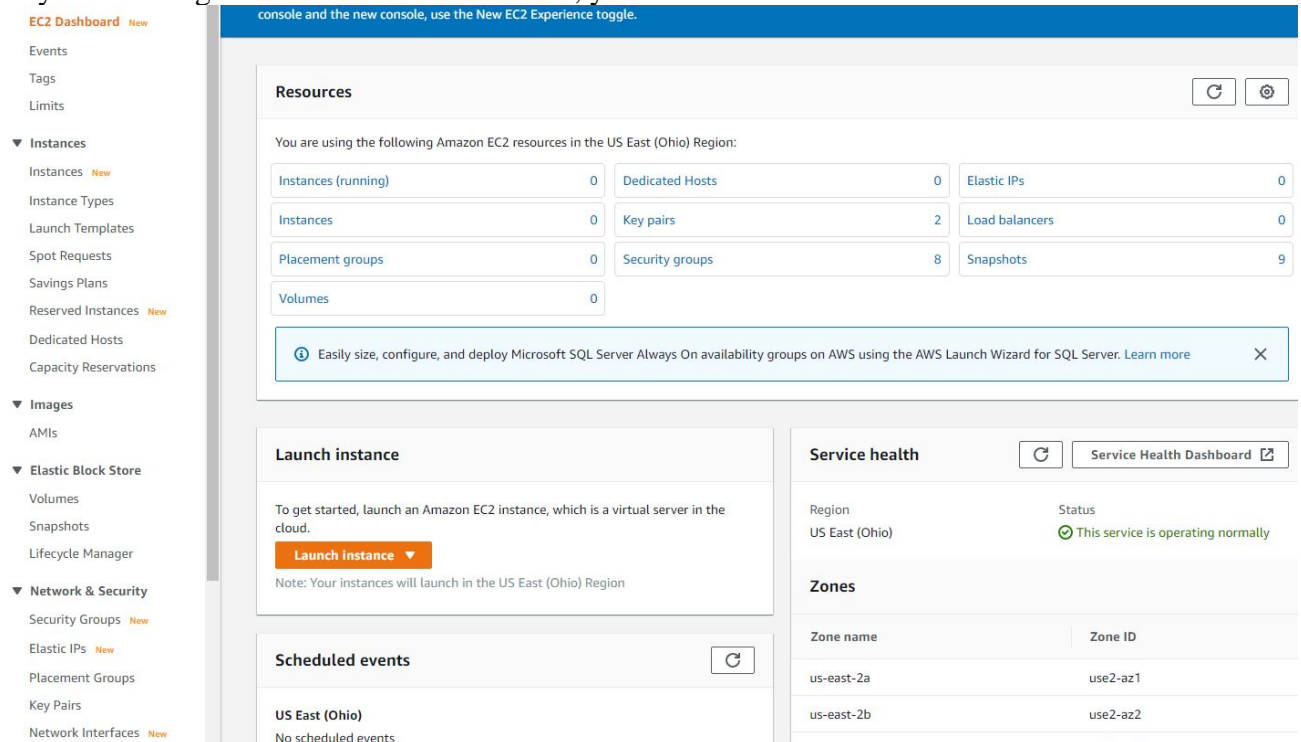 EC2 Dashboard New
Events
Tags
Limits
Instances
Instances New
Instance Types
Launch Templates
Spot Requests
Savings Plans
Reserved Instances New
Dedicated Hosts
Capacity Reservations
Images
AMIs
Elastic Block Store
Volumes
Snapshots
Lifecycle Manager
Network & Security
Security Groups New
Elastic IPs New
Placement Groups
Key Pairs
Network Interfaces New
console and the new console, use the New EC2 Experience toggle.
Resources
You are using the following Amazon EC2 resources in the US East (Ohio) Region:
Instances (running) 0 Dedicated Hosts 0 Elastic IPs 0
Instances 0 Key pairs 2 Load balancers 0
Placement groups 0 Security groups 8 Snapshots 9
Volumes 0
Easily size, configure, and deploy Microsoft SQL Server Always On availability groups on AWS using the AWS Launch Wizard for SQL Server. Learn more
Launch instance
To get started, launch an Amazon EC2 instance, which is a virtual server in the
cloud.
Launch instance
Note: Your instances will launch in the US East (Ohio) Region
Scheduled events
US East (Ohio)
No scheduled events
Service health
Service Health Dashboard
Region Status
US East (Ohio) This service is operating normally
Zones
Zone name Zone ID
us-east-2a use2-az1
us-east-2b use2-az2